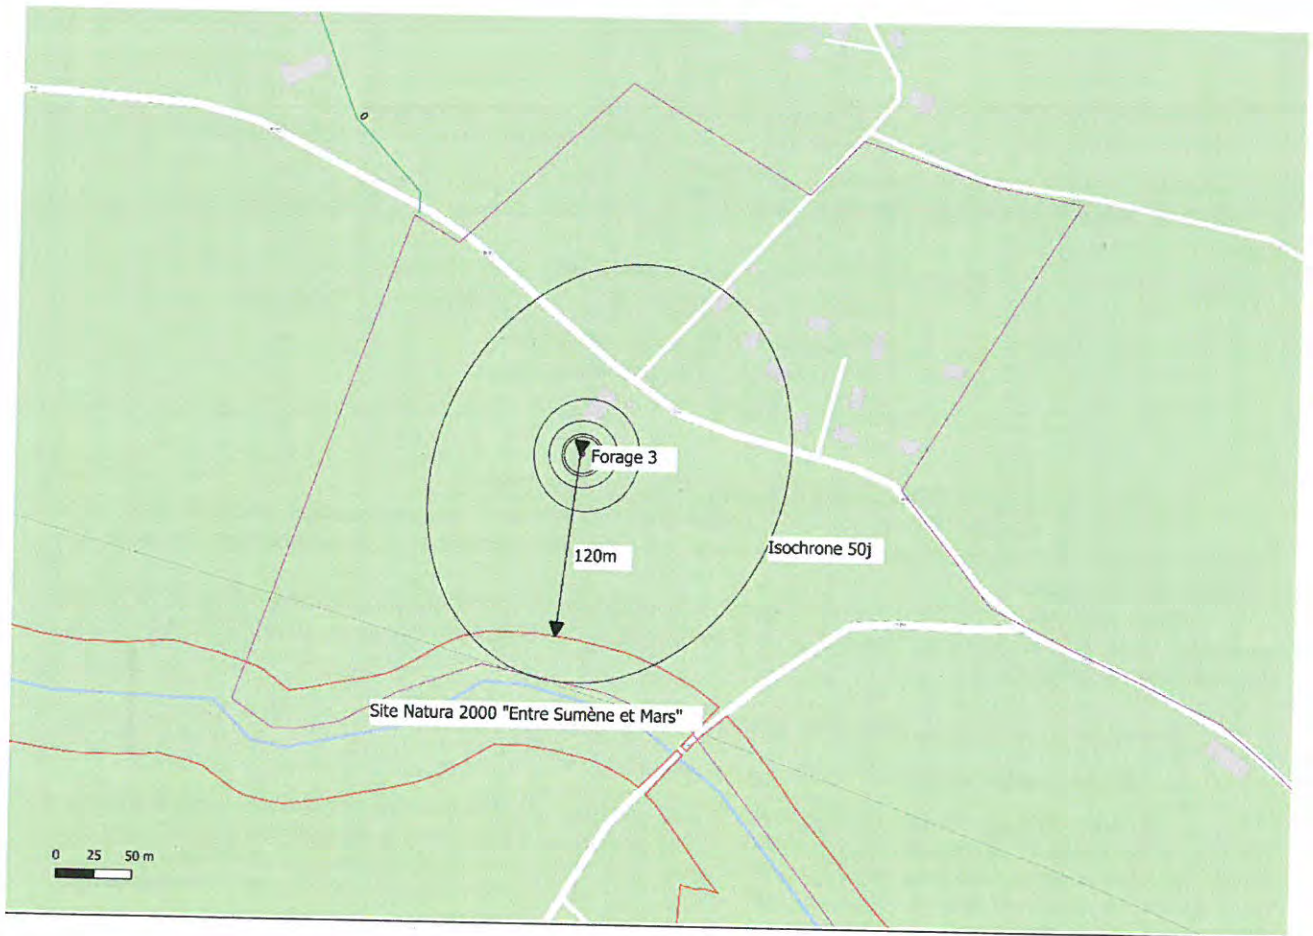 Forage 3
120m
Isochrone 50j
Site Natura 2000 "Entre Sumène et Mars"
0 25 50 m